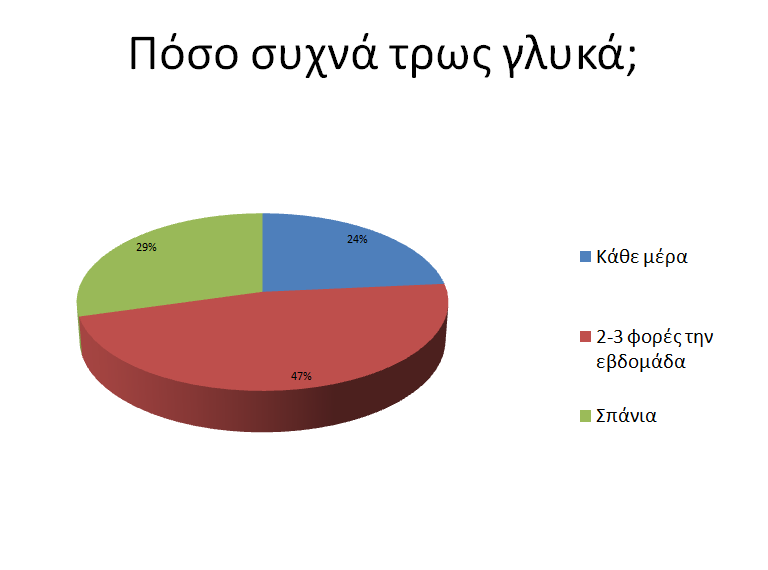 Πόσο συχνά τρως γλυκά;
24%
29%
47%
Κάθε μέρα
2-3 φορές την
εβδομάδα
Σπάνια